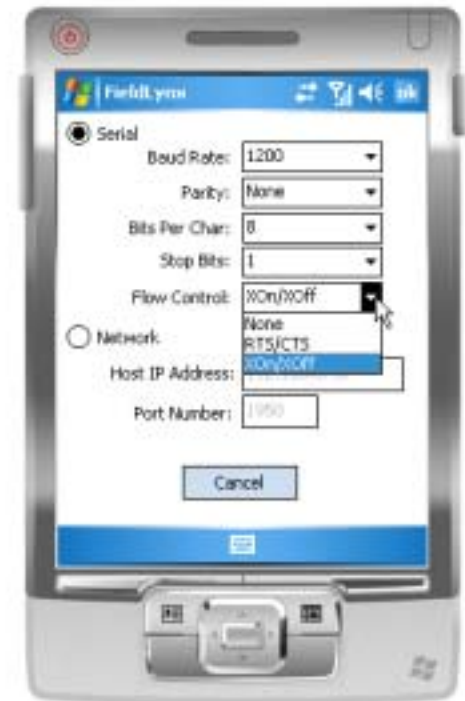 FieldLynx
ok
Serial
Baud Rate: 1200
Parity: None
Bits Per Char: 8
Stop Bits: 1
Flow Control: XOn/XOff
None
RTS/CTS
XOn/XOff
Network
Host IP Address:
Port Number: 1950
Cancel